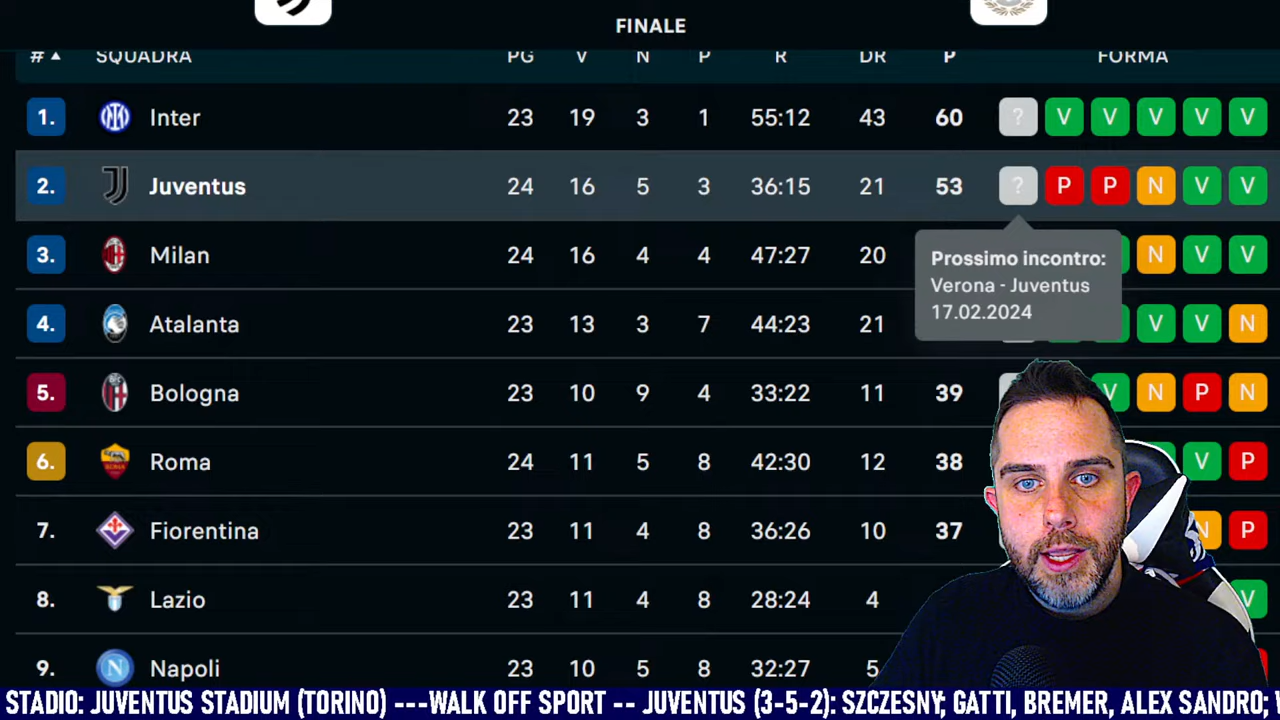 FINALE
# SQUADRA PG V N P R DR P FORMA
1. Inter 23 19 3 1 55:12 43 60 ? V V V V V
2. Juventus 24 16 5 3 36:15 21 53 ? P P N V V
3. Milan 24 16 4 4 47:27 20 N V V
Prossimo incontro:
Verona - Juventus
17.02.2024
4. Atalanta 23 13 3 7 44:23 21 V V N
5. Bologna 23 10 9 4 33:22 11 39 V N P N
6. Roma 24 11 5 8 42:30 12 38 V P
7. Fiorentina 23 11 4 8 36:26 10 37 N P
8. Lazio 23 11 4 8 28:24 4 V
9. Napoli 23 10 5 8 32:27 5
STADIO: JUVENTUS STADIUM (TORINO) ---WALK OFF SPORT -- JUVENTUS (3-5-2): SZCZESNY; GATTI, BREMER, ALEX SANDRO;